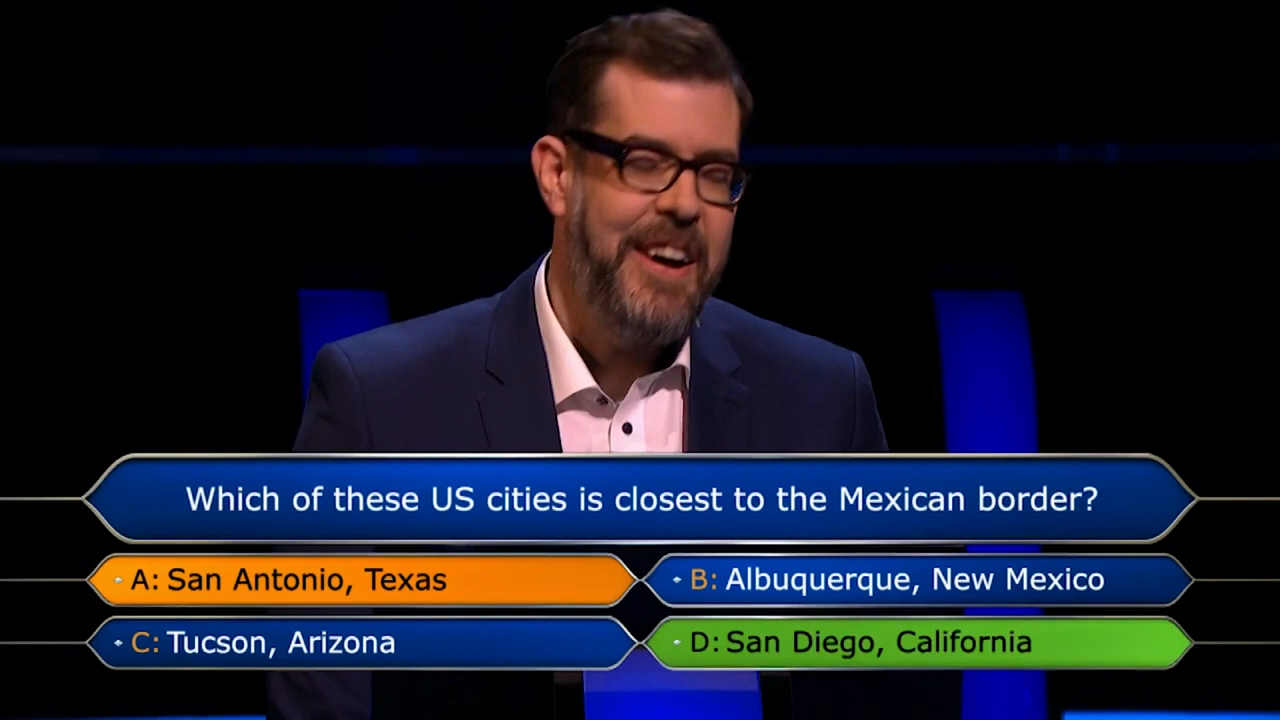 Which of these US cities is closest to the Mexican border?
A: San Antonio, Texas
B: Albuquerque, New Mexico
C: Tucson, Arizona
D: San Diego, California